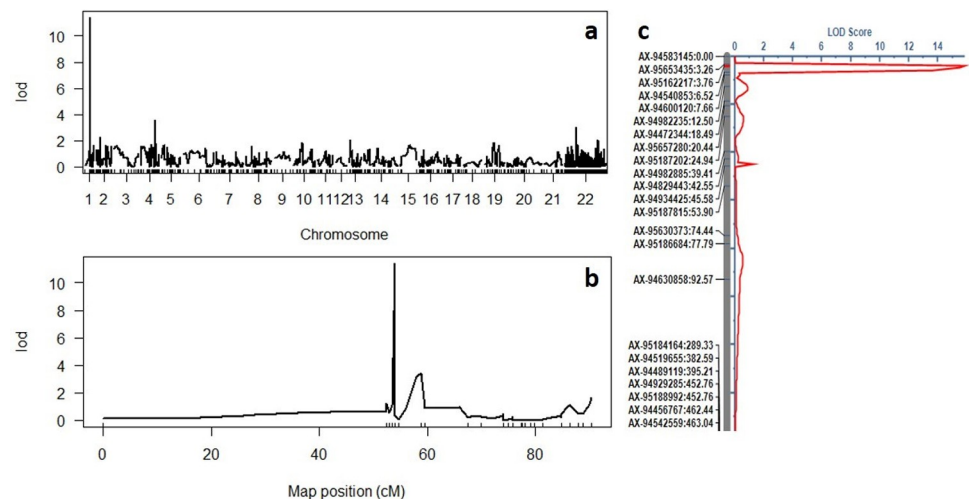 a
lod
0
2
4
6
8
10
1 2 3 4 5 6 7 8 9 10 11 1213 14 15 16 17 18 19 20 21 22
Chromosome
b
lod
0
2
4
6
8
10
0 20 40 60 80
Map position (cM)
c
LOD Score
0 2 4 6 8 10 12 14
AX-94583145:0.00
AX-95653435:3.26
AX-95162217:3.76
AX-94540853:6.52
AX-94600120:7.66
AX-94982235:12.50
AX-94472344:18.49
AX-95657280:20.44
AX-95187202:24.94
AX-94982885:39.41
AX-94829443:42.55
AX-94934425:45.58
AX-95187815:53.90
AX-95630373:74.44
AX-95186684:77.79
AX-94630858:92.57
AX-95184164:289.33
AX-94519655:382.59
AX-94489119:395.21
AX-94929285:452.76
AX-95188992:452.76
AX-94456767:462.44
AX-94542559:463.04